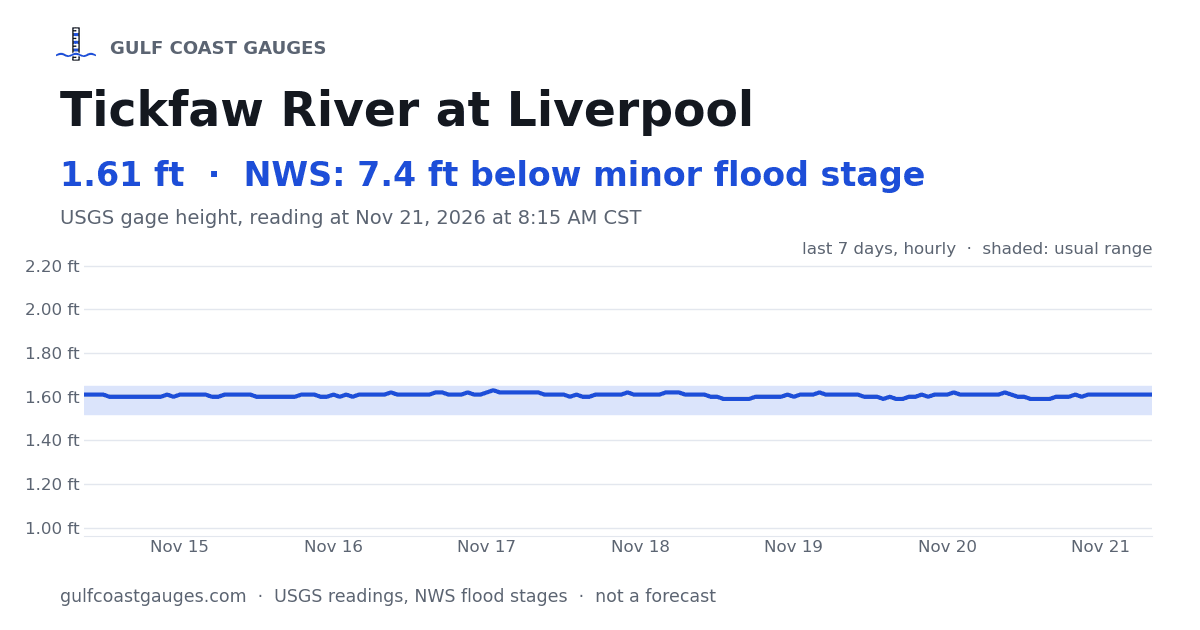 GULF COAST GAUGES
Tickfaw River at Liverpool
1.61 ft · NWS: 7.4 ft below minor flood stage
USGS gage height, reading at Nov 21, 2026 at 8:15 AM CST
last 7 days, hourly · shaded: usual range
2.20 ft
2.00 ft
1.80 ft
1.60 ft
1.40 ft
1.20 ft
1.00 ft
Nov 15 Nov 16 Nov 17 Nov 18 Nov 19 Nov 20 Nov 21
gulfcoastgauges.com · USGS readings, NWS flood stages · not a forecast